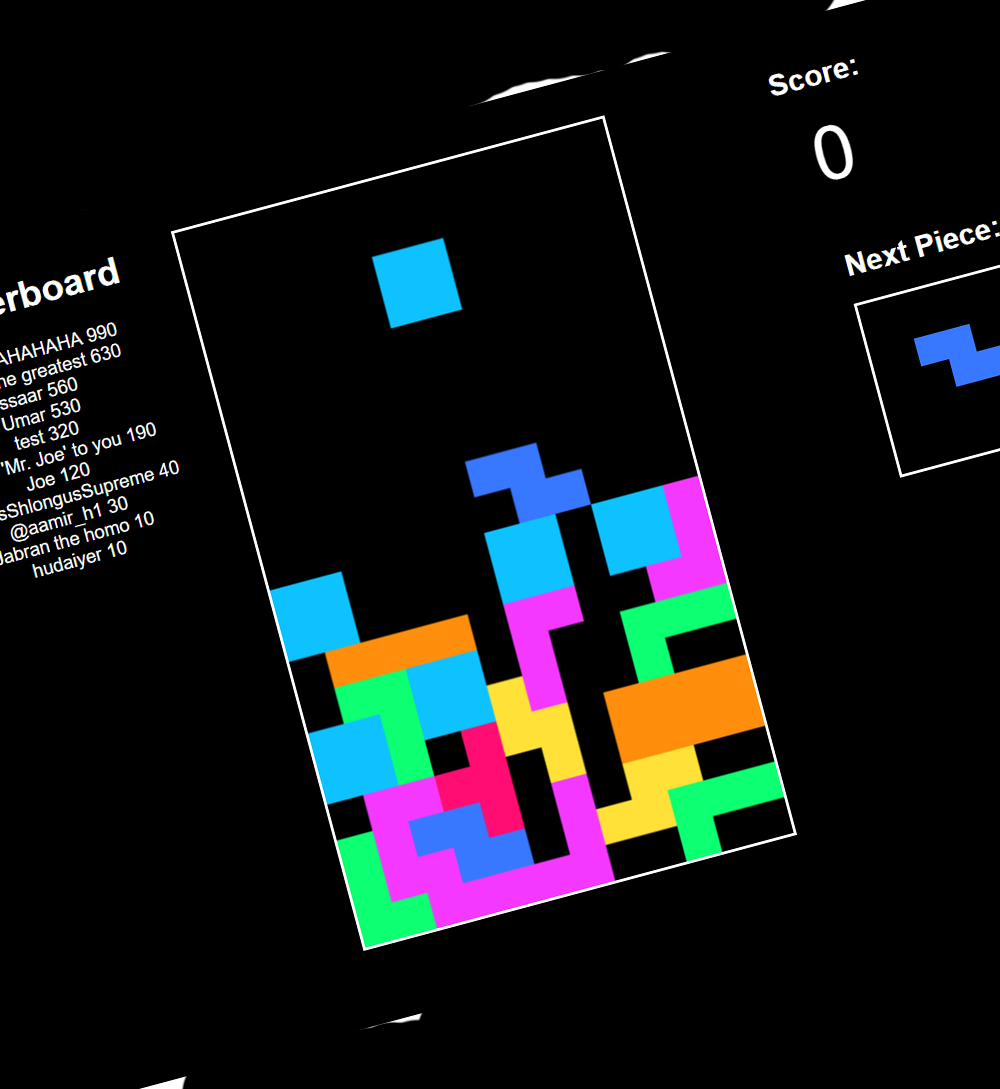 Score:
0
Next Piece:
erboard
AHAHAHA 990
he greatest 630
ssaar 560
Umar 530
test 320
'Mr. Joe' to you 190
Joe 120
sShlongusSupreme 40
@aamir_h1 30
Jabran the homo 10
hudaiyer 10